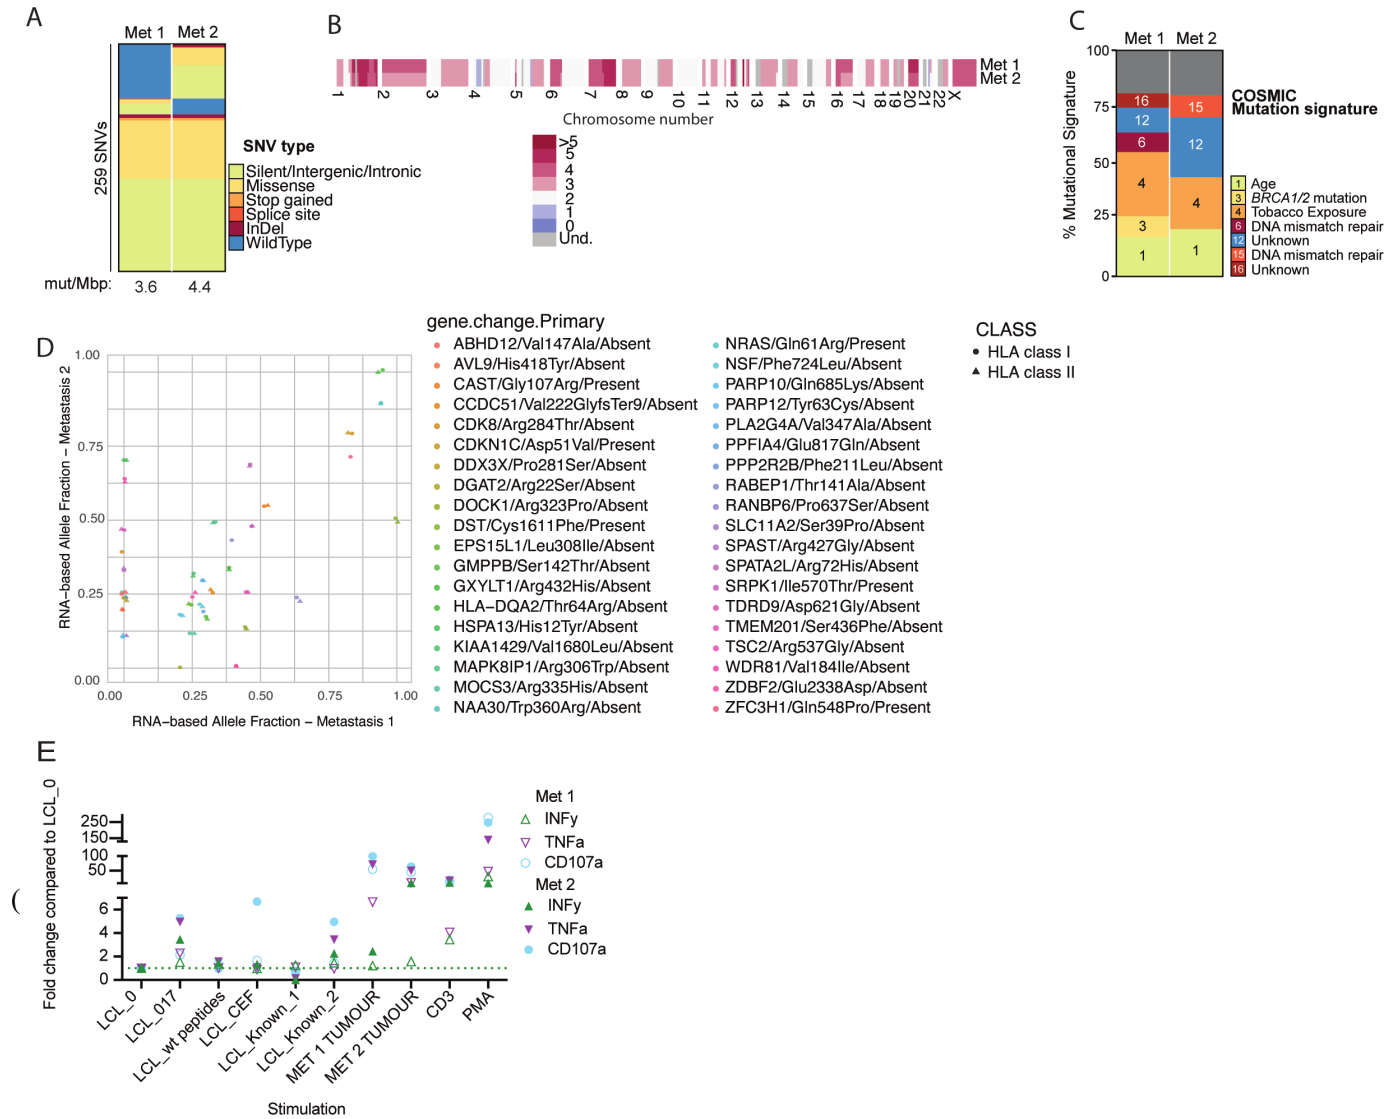 A
Met 1 Met 2
259 SNVs
mut/Mbp: 3.6 4.4
SNV type
Silent/Intergenic/Intronic
Missense
Stop gained
Splice site
InDel
WildType
B
Met 1
Met 2
1 2 3 4 5 6 7 8 9 10 11 12 13 14 15 16 17 18 19 20 21 22 X
Chromosome number
>5
5
4
3
2
1
0
Und.
C
Met 1 Met 2
% Mutational Signature
100
75
50
25
0
16
12
6
4
3
1
15
12
4
1
COSMIC
Mutation signature
1 Age
3 BRCA1/2 mutation
4 Tobacco Exposure
6 DNA mismatch repair
12 Unknown
15 DNA mismatch repair
16 Unknown
D
RNA-based Allele Fraction – Metastasis 2
1.00
0.75
0.50
0.25
0.00
0.00 0.25 0.50 0.75 1.00
RNA-based Allele Fraction – Metastasis 1
gene.change.Primary
ABHD12/Val147Ala/Absent
AVL9/His418Tyr/Absent
CAST/Gly107Arg/Present
CCDC51/Val222GlyfsTer9/Absent
CDK8/Arg284Thr/Absent
CDKN1C/Asp51Val/Present
DDX3X/Pro281Ser/Absent
DGAT2/Arg22Ser/Absent
DOCK1/Arg323Pro/Absent
DST/Cys1611Phe/Present
EPS15L1/Leu308Ile/Absent
GMPPB/Ser142Thr/Absent
GXYLT1/Arg432His/Absent
HLA−DQA2/Thr64Arg/Absent
HSPA13/His12Tyr/Absent
KIAA1429/Val1680Leu/Absent
MAPK8IP1/Arg306Trp/Absent
MOCS3/Arg335His/Absent
NAA30/Trp360Arg/Absent
NRAS/Gln61Arg/Present
NSF/Phe724Leu/Absent
PARP10/Gln685Lys/Absent
PARP12/Tyr63Cys/Absent
PLA2G4A/Val347Ala/Absent
PPFIA4/Glu817Gln/Absent
PPP2R2B/Phe211Leu/Absent
RABEP1/Thr141Ala/Absent
RANBP6/Pro637Ser/Absent
SLC11A2/Ser39Pro/Absent
SPAST/Arg427Gly/Absent
SPATA2L/Arg72His/Absent
SRPK1/Ile570Thr/Present
TDRD9/Asp621Gly/Absent
TMEM201/Ser436Phe/Absent
TSC2/Arg537Gly/Absent
WDR81/Val184Ile/Absent
ZDBF2/Glu2338Asp/Absent
ZFC3H1/Gln548Pro/Present
CLASS
HLA class I
HLA class II
E
(
Fold change compared to LCL_0
250
150
100
50
6
4
2
0
LCL_0
LCL_017
LCL_wt peptides
LCL_CEF
LCL_Known_1
LCL_Known_2
MET 1 TUMOUR
MET 2 TUMOUR
CD3
PMA
Stimulation
Met 1
INFy
TNFa
CD107a
Met 2
INFy
TNFa
CD107a